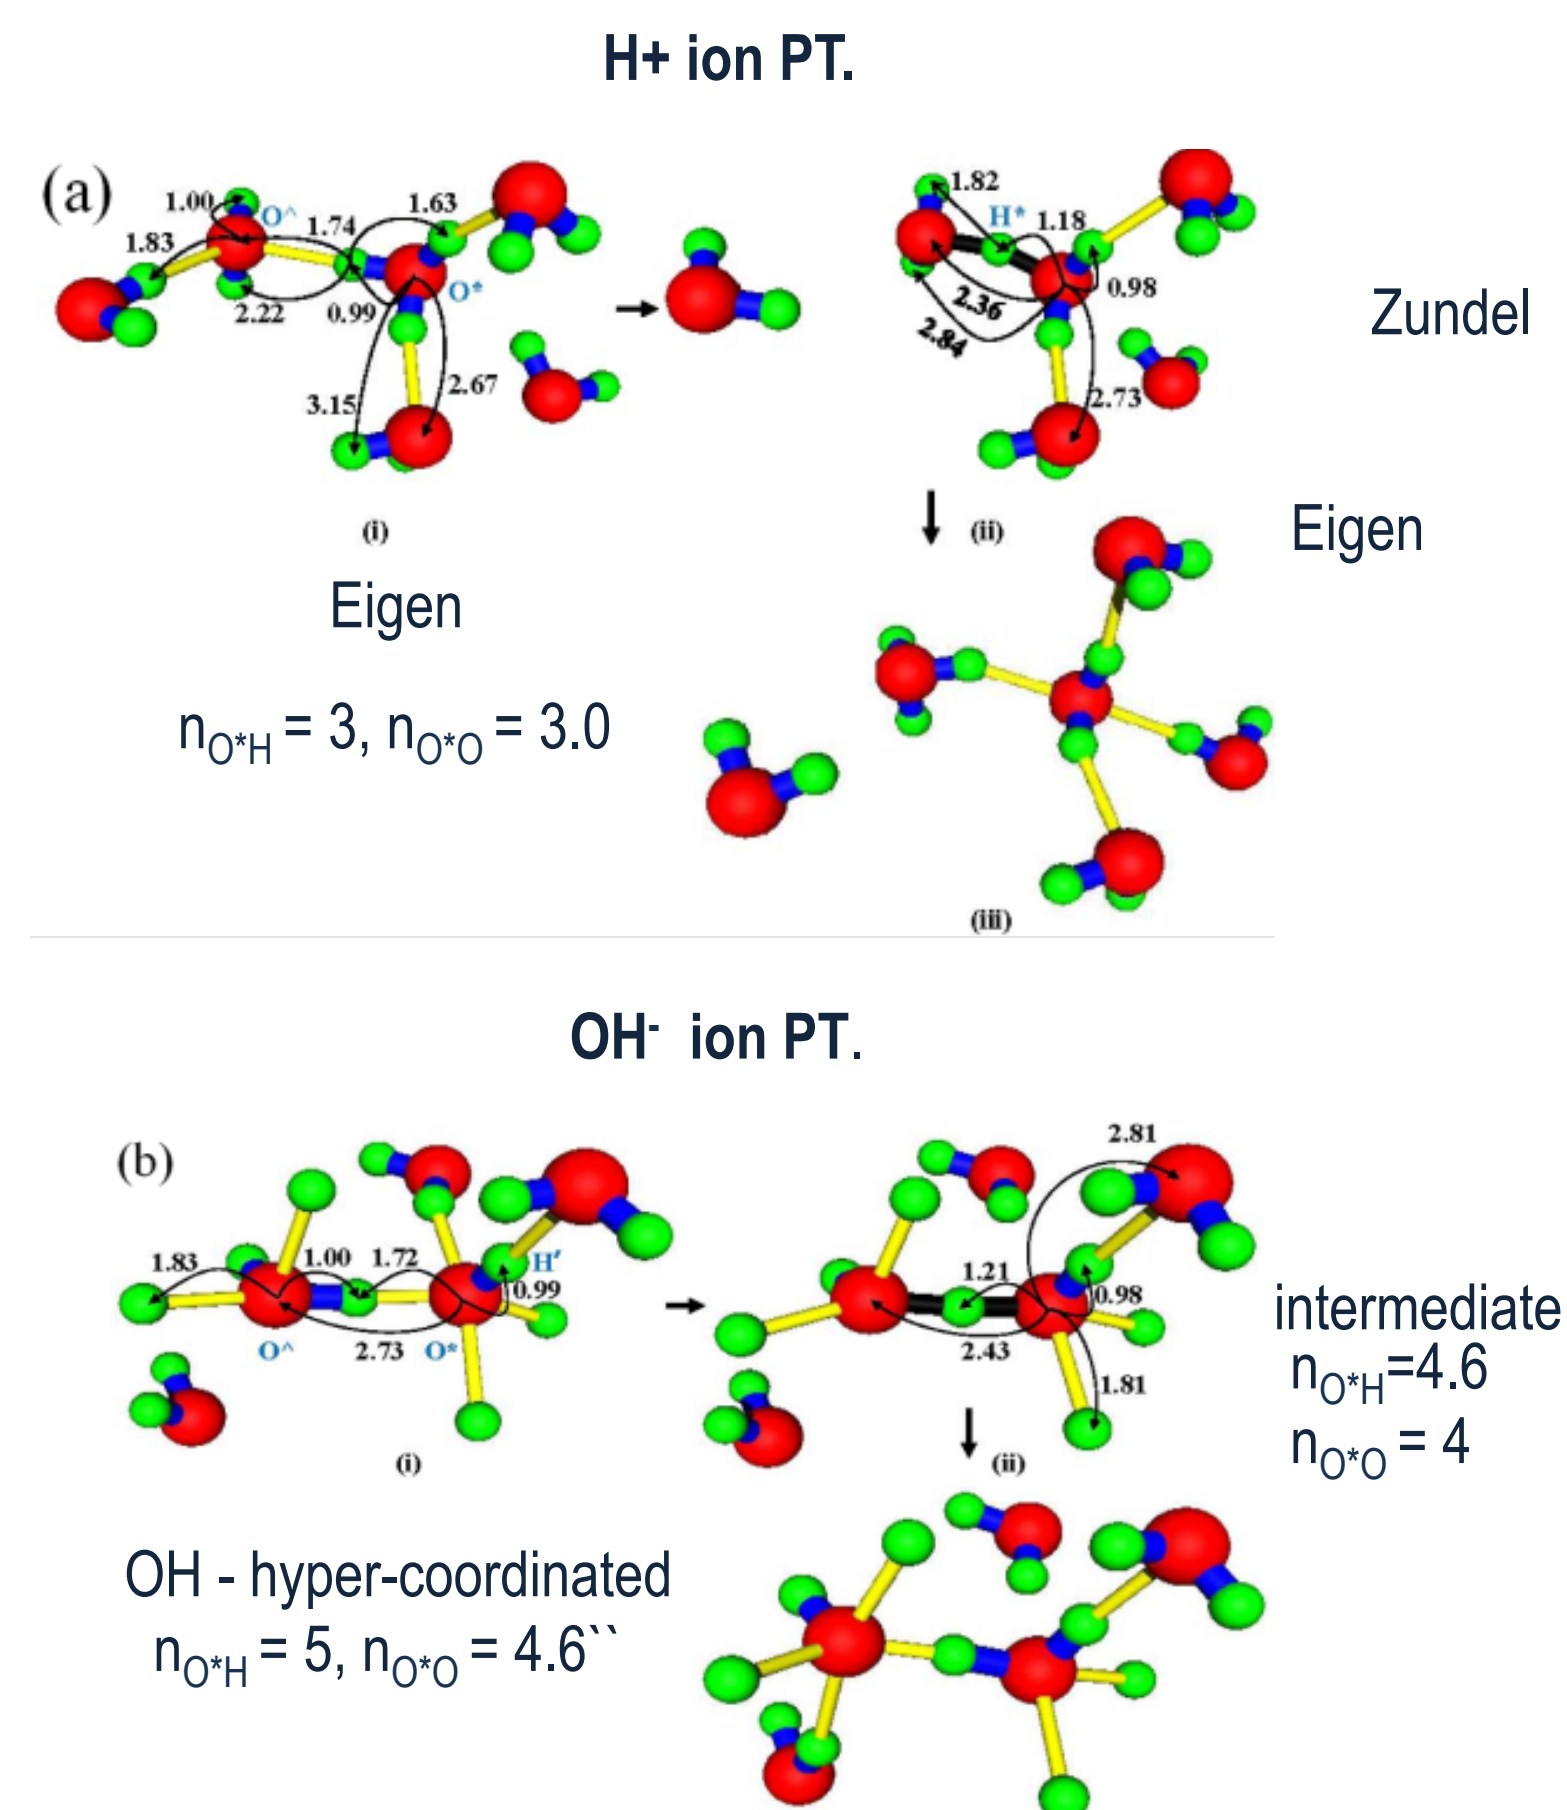 H+ ion PT.
(a)
1.00
O^
1.74
1.63
1.83
O*
2.22
0.99
3.15
2.67
(i)
1.82
H*
1.18
0.98
2.36
2.84
2.73
Zundel
(ii)
Eigen
Eigen
nO*H = 3, nO*O = 3.0
(iii)
OH- ion PT.
(b)
1.83
1.00
1.72
H′
0.99
O^
2.73
O*
(i)
2.81
1.21
0.98
2.43
1.81
(ii)
intermediate
nO*H=4.6
nO*O = 4
OH - hyper-coordinated
nO*H = 5, nO*O = 4.6``